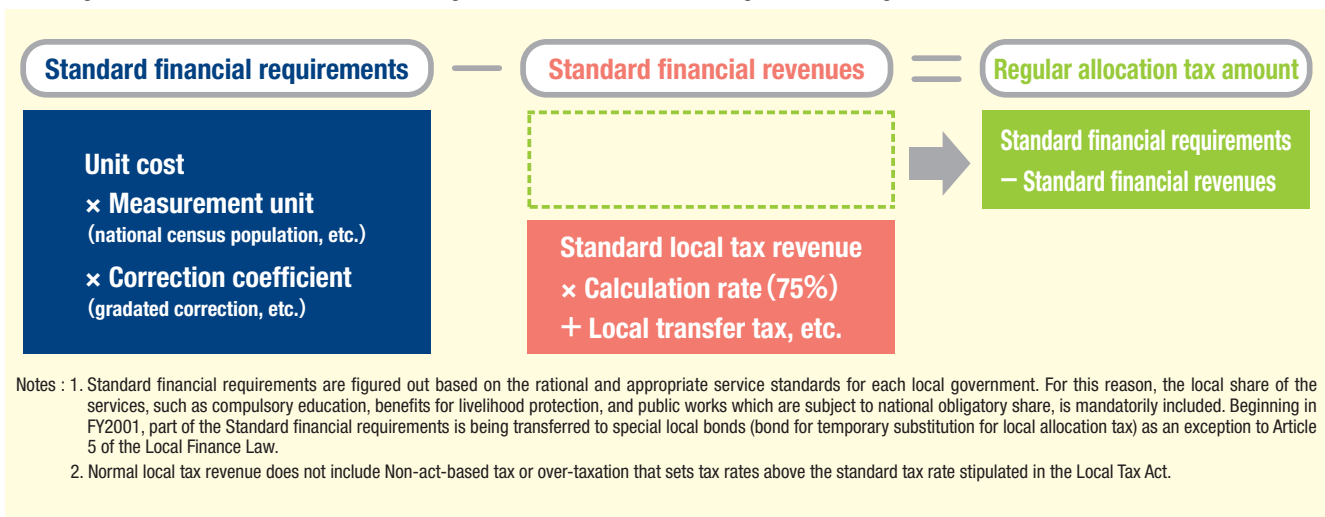 Standard financial requirements — Standard financial revenues = Regular allocation tax amount
Unit cost
× Measurement unit
(national census population, etc.)
× Correction coefficient
(gradated correction, etc.)
Standard local tax revenue
× Calculation rate (75%)
+ Local transfer tax, etc.
Standard financial requirements
− Standard financial revenues
Notes : 1. Standard financial requirements are figured out based on the rational and appropriate service standards for each local government. For this reason, the local share of the
services, such as compulsory education, benefits for livelihood protection, and public works which are subject to national obligatory share, is mandatorily included. Beginning in
FY2001, part of the Standard financial requirements is being transferred to special local bonds (bond for temporary substitution for local allocation tax) as an exception to Article
5 of the Local Finance Law.
2. Normal local tax revenue does not include Non-act-based tax or over-taxation that sets tax rates above the standard tax rate stipulated in the Local Tax Act.